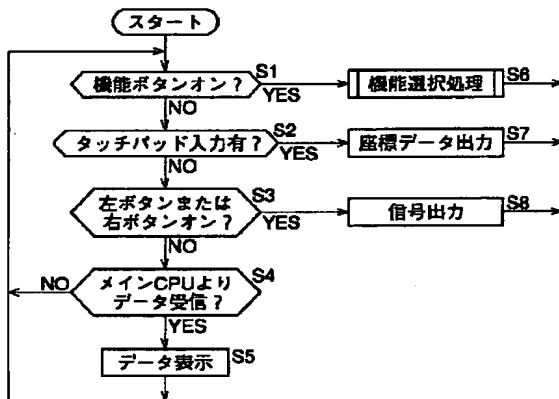 スタート
機能ボタンオン？
S1
YES
機能選択処理
S6
NO
タッチパッド入力有？
S2
YES
座標データ出力
S7
NO
左ボタンまたは
右ボタンオン？
S3
YES
信号出力
S8
NO
メインCPUより
データ受信？
S4
NO
YES
データ表示
S5